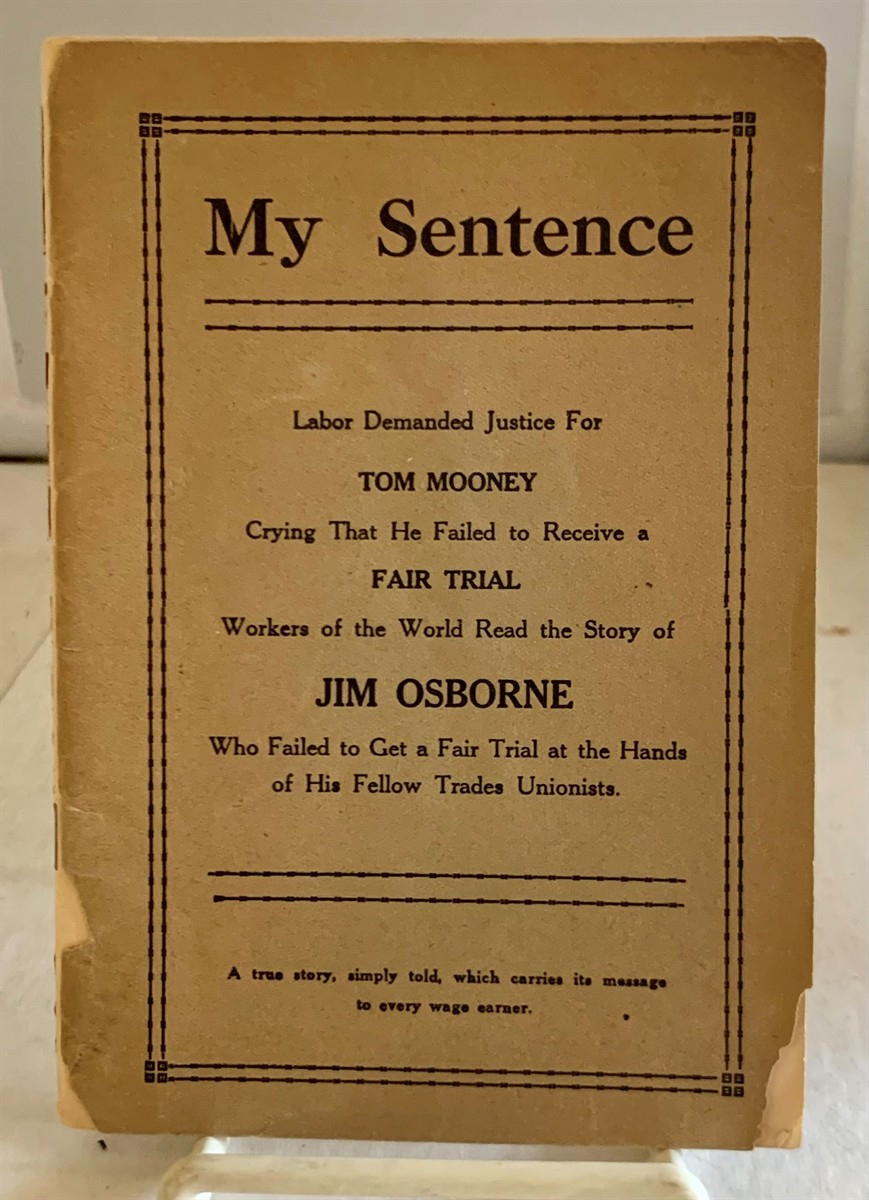 My Sentence
Labor Demanded Justice For
TOM MOONEY
Crying That He Failed to Receive a
FAIR TRIAL
Workers of the World Read the Story of
JIM OSBORNE
Who Failed to Get a Fair Trial at the Hands
of His Fellow Trades Unionists.
A true story, simply told, which carries its message
to every wage earner.